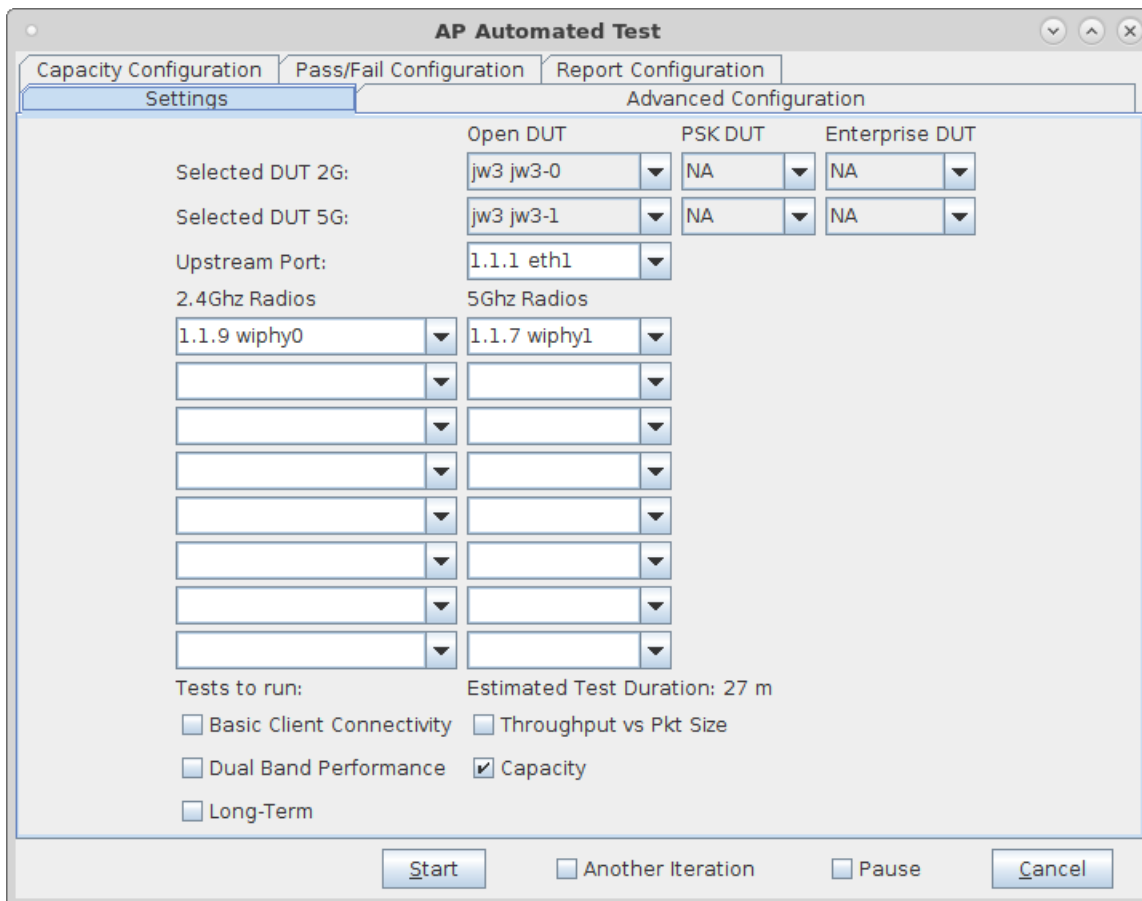 AP Automated Test
Capacity Configuration Pass/Fail Configuration Report Configuration
Settings Advanced Configuration
Open DUT PSK DUT Enterprise DUT
Selected DUT 2G: jw3 jw3-0 NA NA
Selected DUT 5G: jw3 jw3-1 NA NA
Upstream Port: 1.1.1 eth1
2.4Ghz Radios 5Ghz Radios
1.1.9 wiphy0 1.1.7 wiphy1
Tests to run: Estimated Test Duration: 27 m
Basic Client Connectivity Throughput vs Pkt Size
Dual Band Performance Capacity
Long-Term
Start Another Iteration Pause Cancel